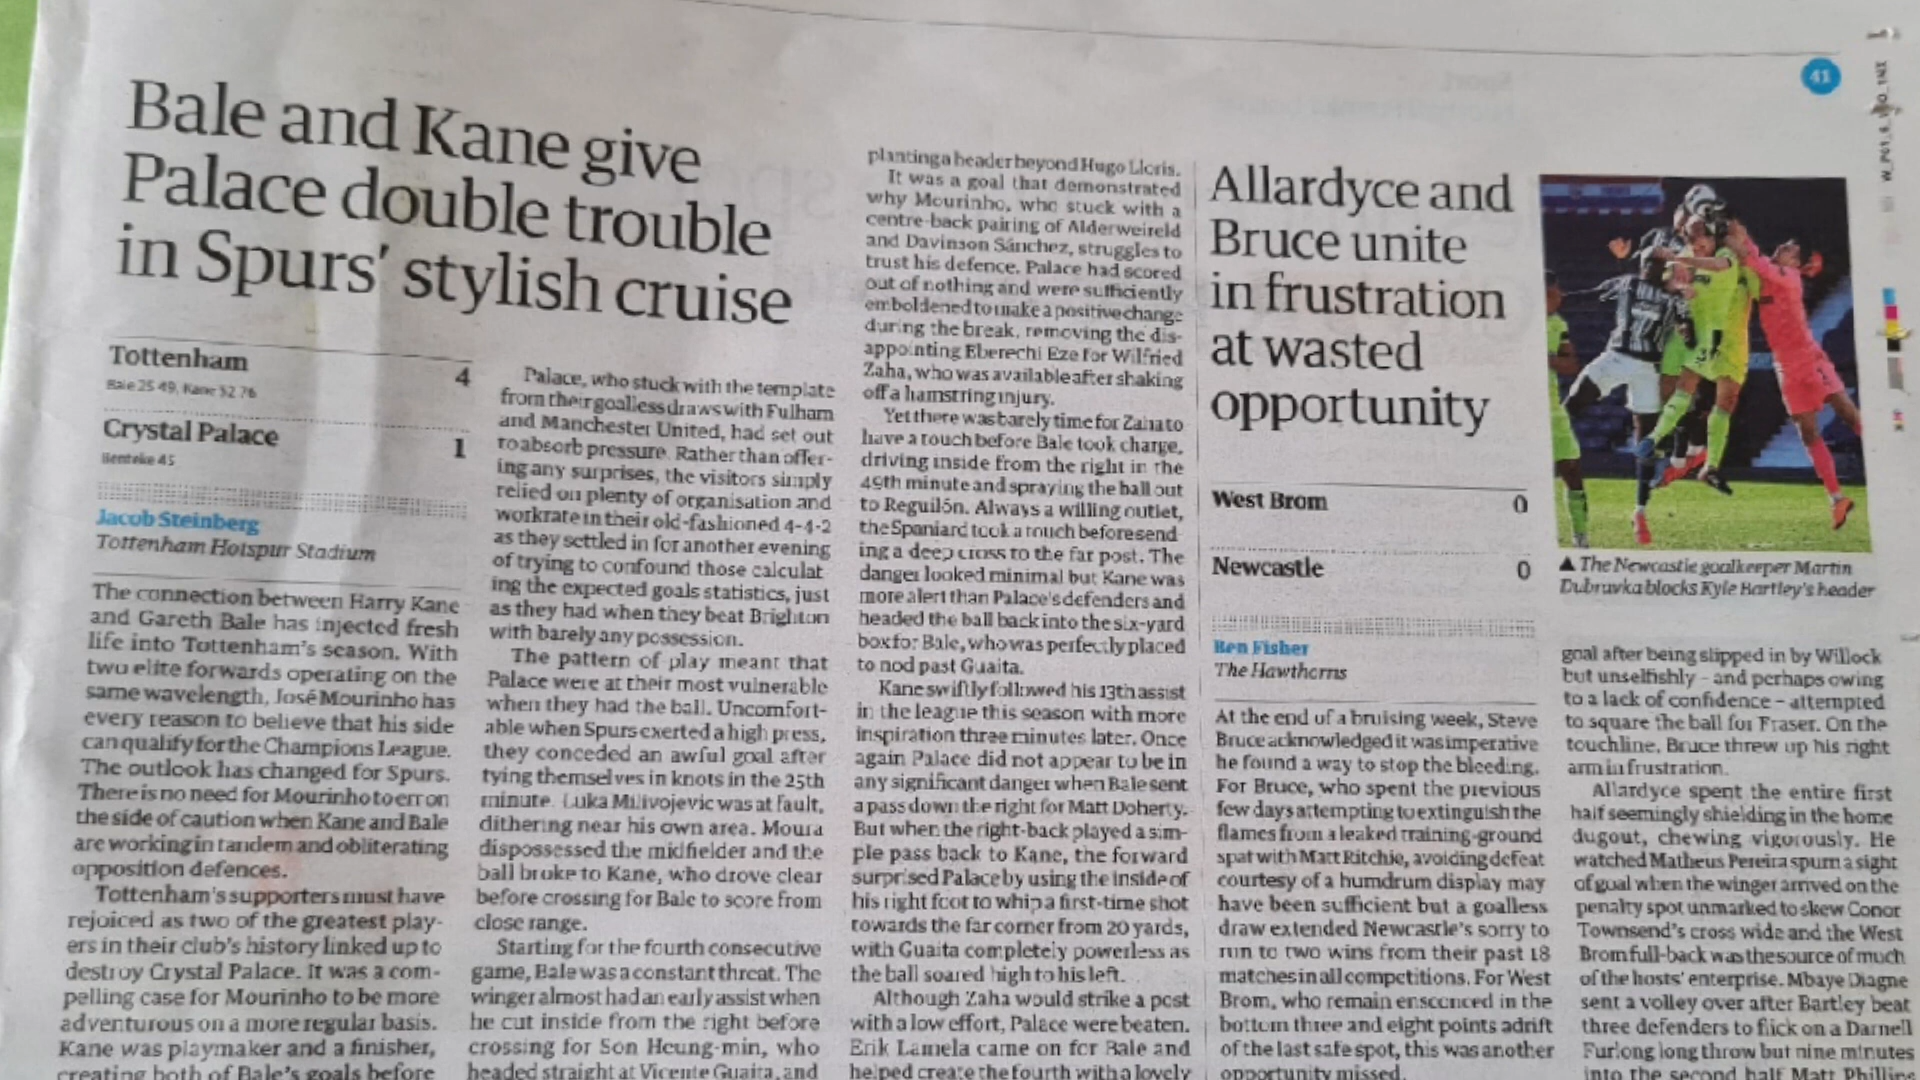 41
Bale and Kane give
Palace double trouble
in Spurs' stylish cruise
Tottenham 4
Bale 25 49, Kane 52 76
Crystal Palace 1
Benteke 45
Jacob Steinberg
Tottenham Hotspur Stadium
The connection between Harry Kane
and Gareth Bale has injected fresh
life into Tottenham's season. With
two elite forwards operating on the
same wavelength, José Mourinho has
every reason to believe that his side
can qualify for the Champions League.
The outlook has changed for Spurs.
There is no need for Mourinho to err on
the side of caution when Kane and Bale
are working in tandem and obliterating
opposition defences.
Tottenham's supporters must have
rejoiced as two of the greatest play-
ers in their club's history linked up to
destroy Crystal Palace. It was a com-
pelling case for Mourinho to be more
adventurous on a more regular basis.
Kane was playmaker and a finisher,
creating both of Bale's goals before
Palace, who stuck with the template
from their goalless draws with Fulham
and Manchester United, had set out
to absorb pressure. Rather than offer-
ing any surprises, the visitors simply
relied on plenty of organisation and
workrate in their old-fashioned 4-4-2
as they settled in for another evening
of trying to confound those calculat
ing the expected goals statistics, just
as they had when they beat Brighton
with barely any possession.
The pattern of play meant that
Palace were at their most vulnerable
when they had the ball. Uncomfort-
able when Spurs exerted a high press,
they conceded an awful goal after
tying themselves in knots in the 25th
minute. Luka Milivojevic was at fault,
dithering near his own area. Moura
dispossessed the midfielder and the
ball broke to Kane, who drove clear
before crossing for Bale to score from
close range.
Starting for the fourth consecutive
game, Bale was a constant threat. The
winger almost had an early assist when
he cut inside from the right before
crossing for Son Heung-min, who
headed straight at Vicente Guaita, and
planting a header beyond Hugo Lloris.
It was a goal that demonstrated
why Mourinho, who stuck with a
centre-back pairing of Alderweireld
and Davinson Sánchez, struggles to
trust his defence. Palace had scored
out of nothing and were sufficiently
emboldened to make a positive change
during the break, removing the dis-
appointing Eberechi Eze for Wilfried
Zaha, who was available after shaking
off a hamstring injury.
Yet there was barely time for Zaha to
have a touch before Bale took charge,
driving inside from the right in the
49th minute and spraying the ball out
to Reguilón. Always a willing outlet,
the Spaniard took a touch before send
ing a deep cross to the far post. The
danger looked minimal but Kane was
more alert than Palace's defenders and
headed the ball back into the six-yard
box for Bale, who was perfectly placed
to nod past Guaita.
Kane swiftly followed his 13th assist
in the league this season with more
inspiration three minutes later. Once
again Palace did not appear to be in
any significant danger when Bale sent
a pass down the right for Matt Doherty.
But when the right-back played a sim-
ple pass back to Kane, the forward
surprised Palace by using the inside of
his right foot to whip a first-time shot
towards the far corner from 20 yards,
with Guaita completely powerless as
the ball soared high to his left.
Although Zaha would strike a post
with a low effort, Palace were beaten.
Erik Lamela came on for Bale and
helped create the fourth with a lovely
Allardyce and
Bruce unite
in frustration
at wasted
opportunity
West Brom 0
Newcastle 0
Ben Fisher
The Hawthorns
At the end of a bruising week, Steve
Bruce acknowledged it was imperative
he found a way to stop the bleeding.
For Bruce, who spent the previous
few days attempting to extinguish the
flames from a leaked training-ground
spat with Matt Ritchie, avoiding defeat
courtesy of a humdrum display may
have been sufficient but a goalless
draw extended Newcastle's sorry to
run to two wins from their past 18
matches in all competitions. For West
Brom, who remain ensconced in the
bottom three and eight points adrift
of the last safe spot, this was another
opportunity missed.
▲ The Newcastle goalkeeper Martin
Dubravka blocks Kyle Bartley's header
goal after being slipped in by Willock
but unselfishly – and perhaps owing
to a lack of confidence – attempted
to square the ball for Fraser. On the
touchline, Bruce threw up his right
arm in frustration.
Allardyce spent the entire first
half seemingly shielding in the home
dugout, chewing vigorously. He
watched Matheus Pereira spurn a sight
of goal when the winger arrived on the
penalty spot unmarked to skew Conor
Townsend's cross wide and the West
Brom full-back was the source of much
of the hosts' enterprise. Mbaye Diagne
sent a volley over after Bartley beat
three defenders to flick on a Darnell
Furlong long throw but nine minutes
into the second half Matt Phillips